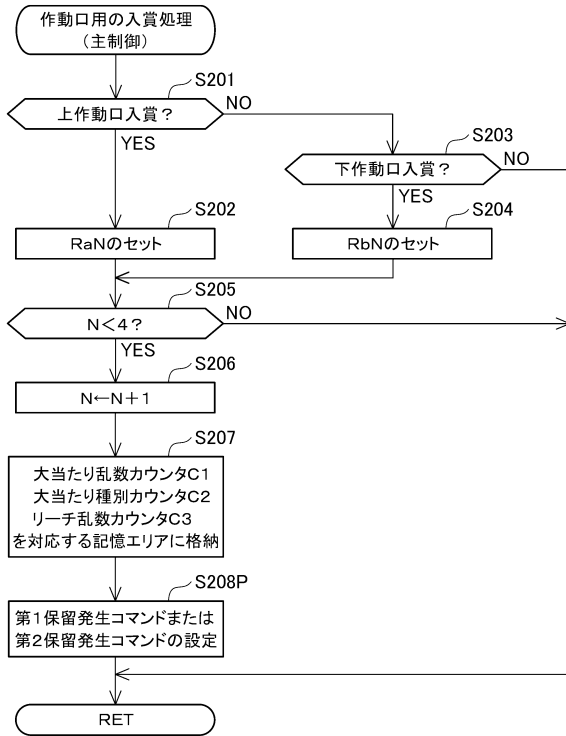 作動口用の入賞処理
(主制御)
S201
上作動口入賞？
NO
YES
S203
下作動口入賞？
NO
YES
S202
RaNのセット
S204
RbNのセット
S205
N＜4？
NO
YES
S206
N←N＋1
S207
大当たり乱数カウンタC1
大当たり種別カウンタC2
リーチ乱数カウンタC3
を対応する記憶エリアに格納
S208P
第1保留発生コマンドまたは
第2保留発生コマンドの設定
RET